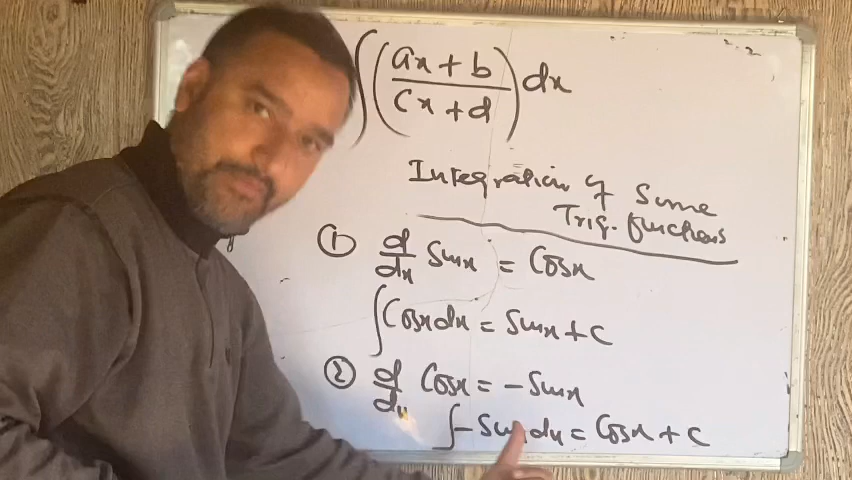 ∫(ax+b/cx+d)dx
Integration of Some
Trig. functions
① d/dx Sinx = Cosx
∫Cosxdx = Sinx+c
② d/dx Cosx = -Sinx
∫-Sinxdx = Cosx+c